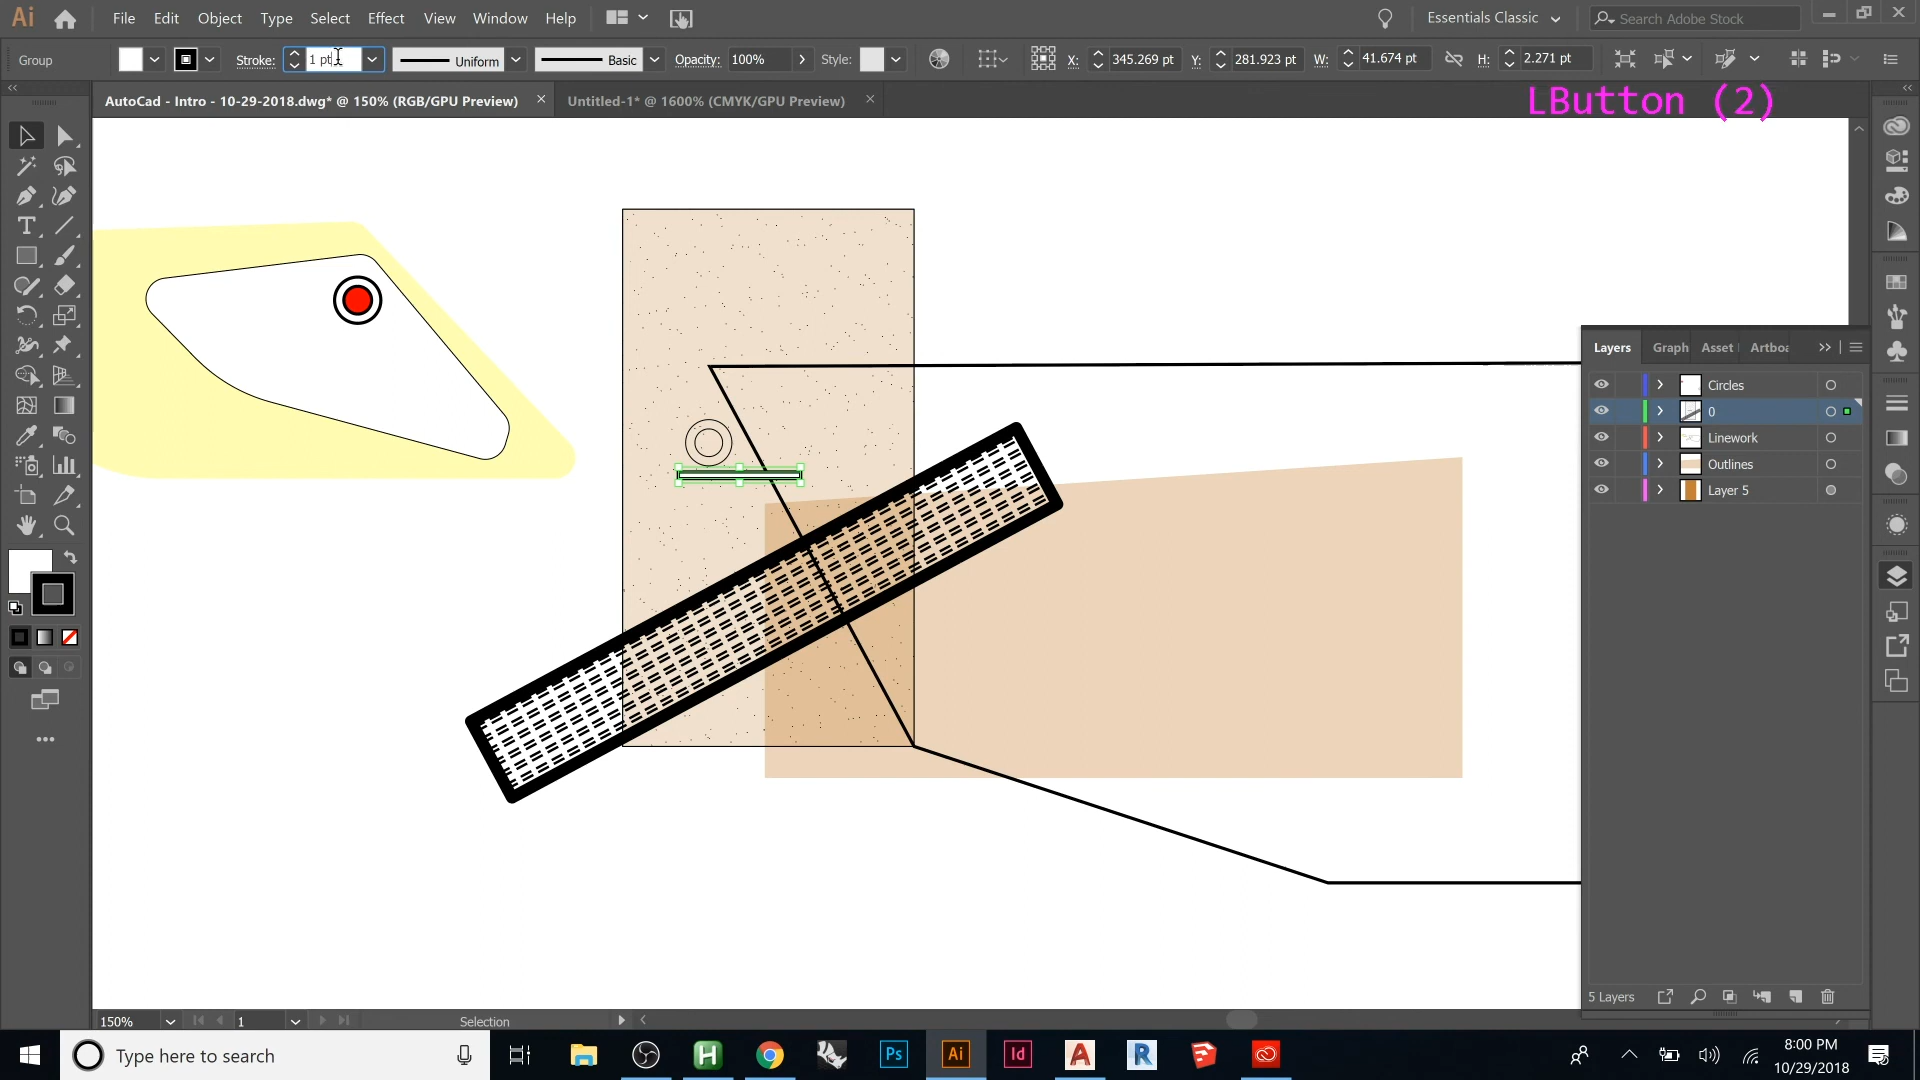 Ai File Edit Object Type Select Effect View Window Help Essentials Classic Search Adobe Stock
Group Stroke: 1 pt Uniform Basic Opacity: 100% Style: X: 345.269 pt Y: 281.923 pt W: 41.674 pt H: 2.271 pt
AutoCad - Intro - 10-29-2018.dwg* @ 150% (RGB/GPU Preview) Untitled-1* @ 1600% (CMYK/GPU Preview)
LButton (2)
Layers Graph Asset Artboa
Circles
0
Linework
Outlines
Layer 5
5 Layers
150% 1 Selection
Type here to search
H Ps Ai Id A R
8:00 PM
10/29/2018